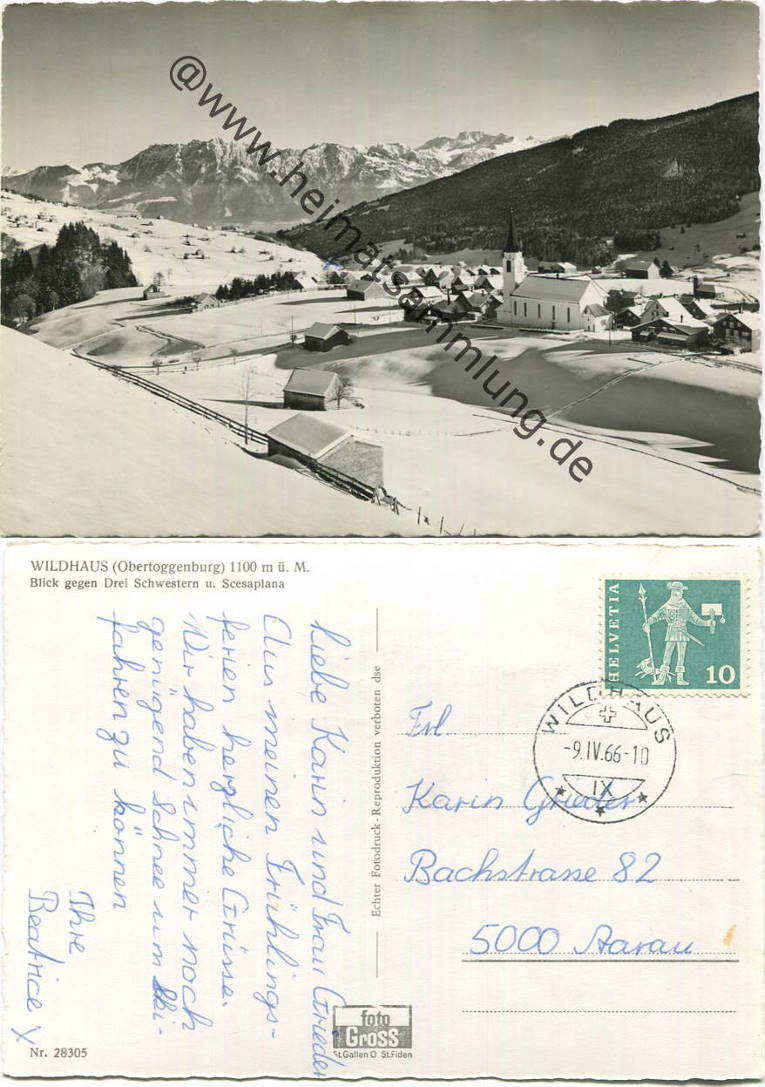 @www.heimatsammlung.de
WILDHAUS (Obertoggenburg) 1100 m ü. M.
Blick gegen Drei Schwestern u. Scesaplana
Liebe Karin und Frau Grieder
Aus meinen Frühlings-
ferien herzliche Grüsse.
Wir haben immer noch
genügend Schnee um Ski-
fahren zu können
Ihre
Beatrice Y
Nr. 28305
Echter Fotodruck - Reproduktion verboten dse
foto
GROSS
St. Gallen O St. Fiden
HELVETIA
10
WILDHAUS
-9.IV.66-10
IX
Frl.
Karin Grieder
Bachstrasse 82
5000 Aarau